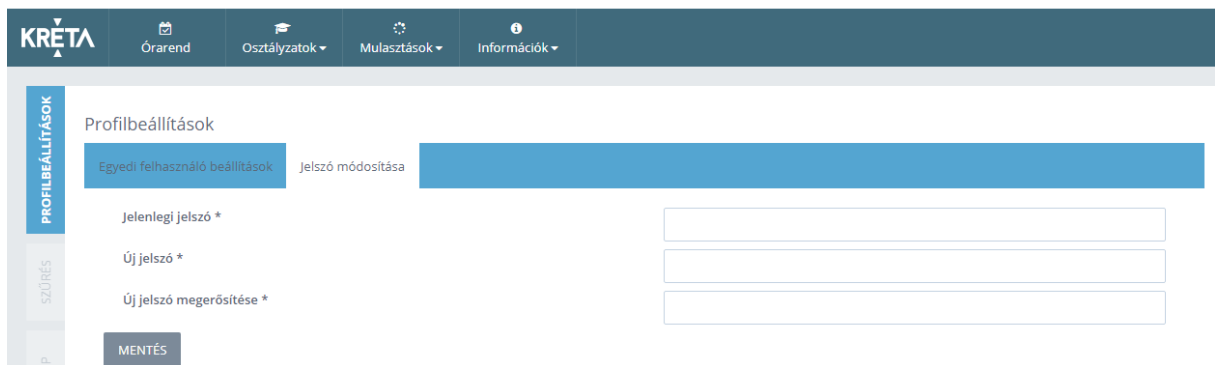 KRÉTA
Órarend
Osztályzatok
Mulasztások
Információk
PROFILBEÁLLÍTÁSOK
SZŰRÉS
P
Profilbeállítások
Egyedi felhasználó beállítások
Jelszó módosítása
Jelenlegi jelszó *
Új jelszó *
Új jelszó megerősítése *
MENTÉS